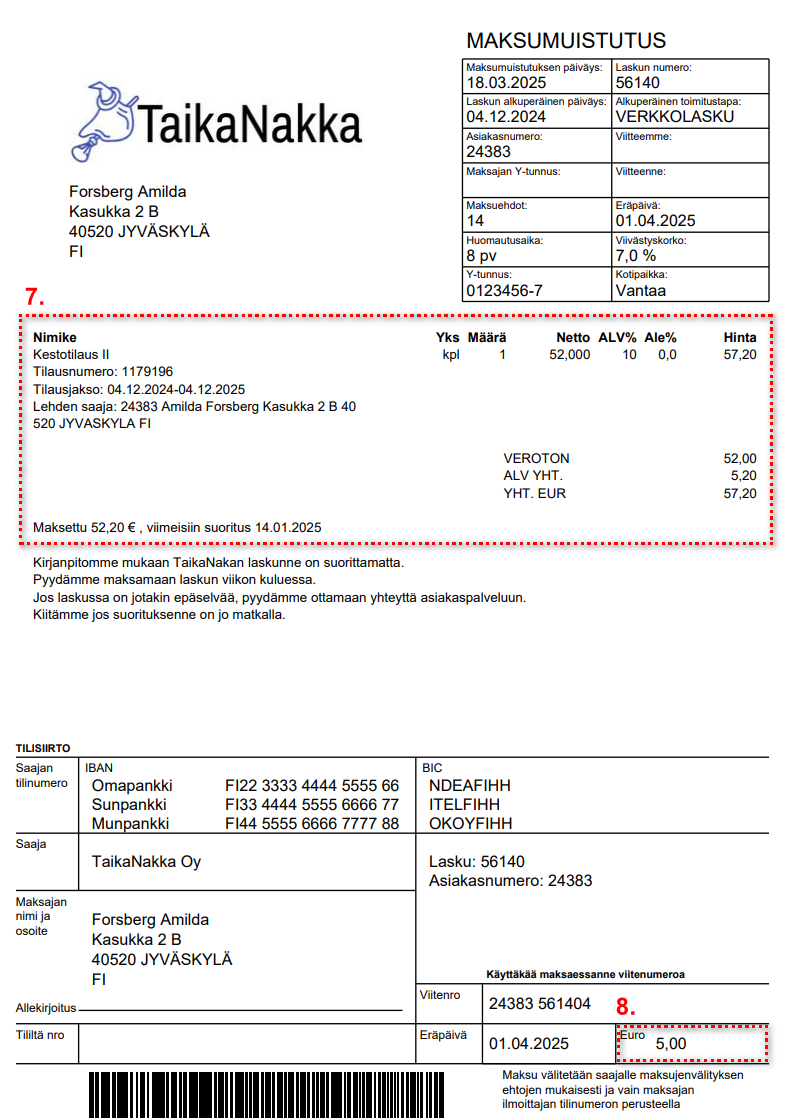 MAKSUMUISTUTUS
Maksumuistutuksen päiväys: Laskun numero:
18.03.2025 56140
Laskun alkuperäinen päiväys: Alkuperäinen toimitustapa:
04.12.2024 VERKKOLASKU
Asiakasnumero: Viitteemme:
24383
Maksajan Y-tunnus: Viitteenne:
Maksuehdot: Eräpäivä:
14 01.04.2025
Huomautusaika: Viivästyskorko:
8 pv 7,0 %
Y-tunnus: Kotipaikka:
0123456-7 Vantaa
TaikaNakka
Forsberg Amilda
Kasukka 2 B
40520 JYVÄSKYLÄ
FI
7.
Nimike Yks Määrä Netto ALV% Ale% Hinta
Kestotilaus II kpl 1 52,000 10 0,0 57,20
Tilausnumero: 1179196
Tilausjakso: 04.12.2024-04.12.2025
Lehden saaja: 24383 Amilda Forsberg Kasukka 2 B 40
520 JYVASKYLA FI
VEROTON 52,00
ALV YHT. 5,20
YHT. EUR 57,20
Maksettu 52,20 € , viimeisiin suoritus 14.01.2025
Kirjanpitomme mukaan TaikaNakan laskunne on suorittamatta.
Pyydämme maksamaan laskun viikon kuluessa.
Jos laskussa on jotakin epäselvää, pyydämme ottamaan yhteyttä asiakaspalveluun.
Kiitämme jos suorituksenne on jo matkalla.
TILISIIRTO
Saajan tilinumero IBAN BIC
Omapankki FI22 3333 4444 5555 66 NDEAFIHH
Sunpankki FI33 4444 5555 6666 77 ITELFIHH
Munpankki FI44 5555 6666 7777 88 OKOYFIHH
Saaja
TaikaNakka Oy
Lasku: 56140
Asiakasnumero: 24383
Maksajan
nimi ja
osoite
Forsberg Amilda
Kasukka 2 B
40520 JYVÄSKYLÄ
FI
Käyttäkää maksaessanne viitenumeroa
Allekirjoitus
Viitenro 24383 561404
8.
Tililtä nro
Eräpäivä 01.04.2025 Euro 5,00
Maksu välitetään saajalle maksujenvälityksen
ehtojen mukaisesti ja vain maksajan
ilmoittajan tilinumeron perusteella